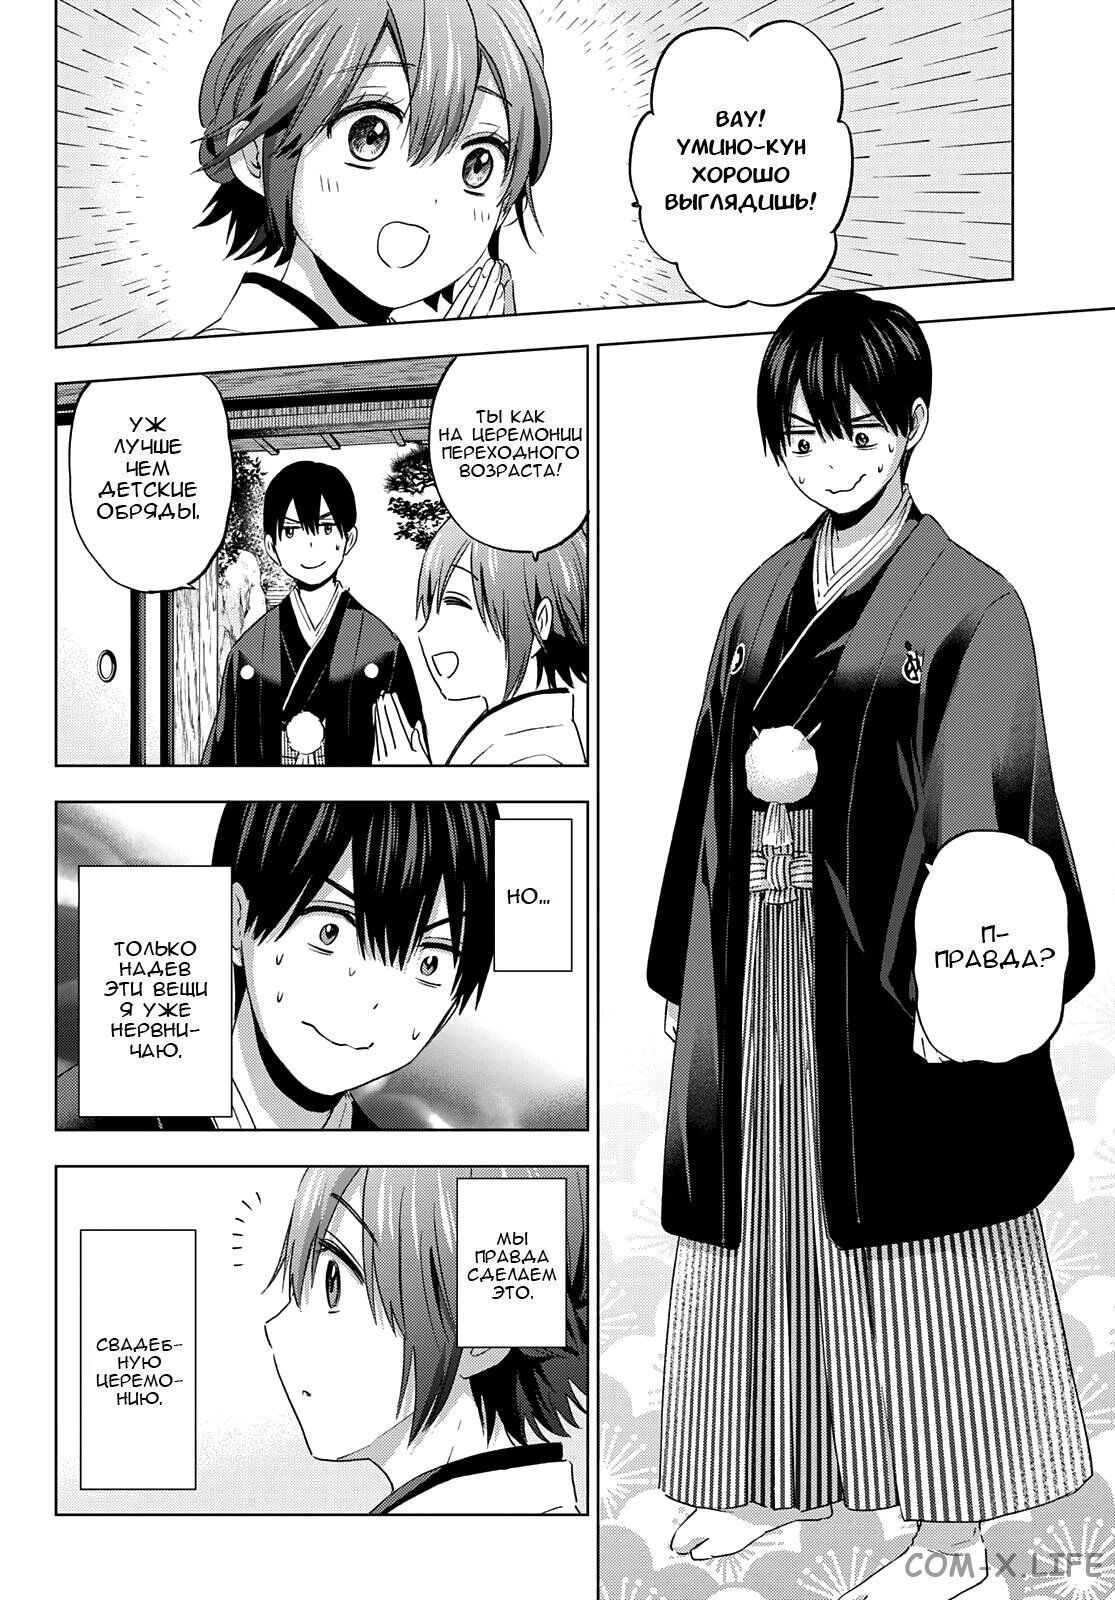 ВАУ!
УМИНО-КУН
ХОРОШО
ВЫГЛЯДИШЬ!
П-
ПРАВДА?
ТЫ КАК
НА ЦЕРЕМОНИИ
ПЕРЕХОДНОГО
ВОЗРАСТА!
УЖ
ЛУЧШЕ
ЧЕМ
ДЕТСКИЕ
ОБРЯДЫ.
НО...
ТОЛЬКО
НАДЕВ
ЭТИ ВЕЩИ
Я УЖЕ
НЕРВНИ-
ЧАЮ.
МЫ
ПРАВДА
СДЕЛАЕМ
ЭТО.
СВАДЕБ-
НУЮ
ЦЕРЕМО-
НИЮ.
COM-X.LIFE